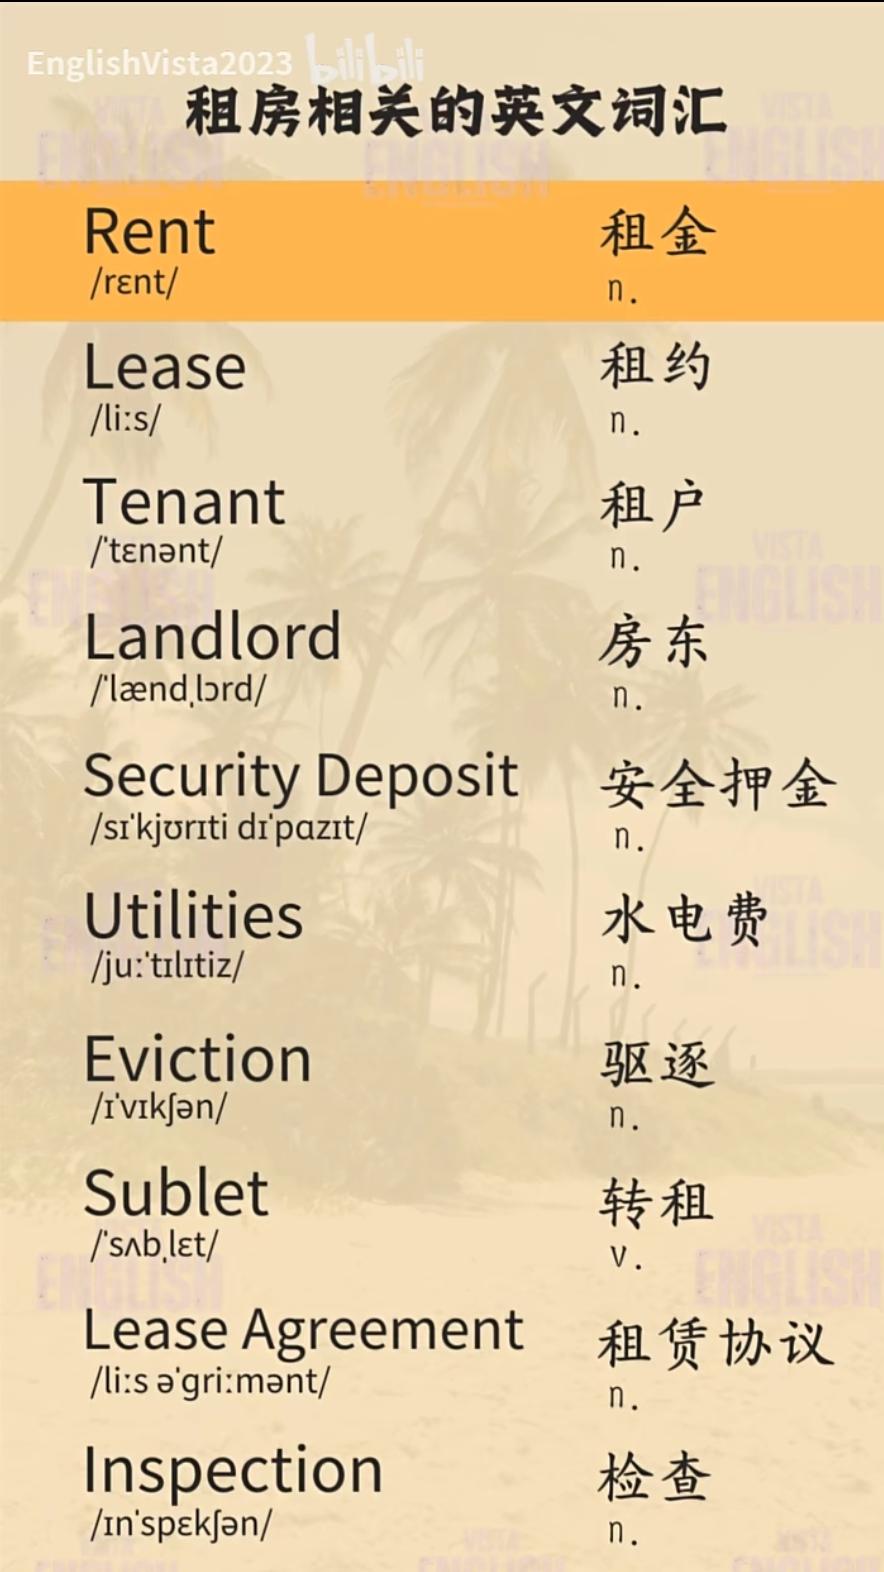 EnglishVista2023 bilibili
租房相关的英文词汇
Rent 租金
/rɛnt/ n.
Lease 租约
/liːs/ n.
Tenant 租户
/ˈtɛnənt/ n.
Landlord 房东
/ˈlændˌlɔrd/ n.
Security Deposit 安全押金
/sɪˈkjʊrɪti dɪˈpɑzɪt/ n.
Utilities 水电费
/juːˈtɪlɪtiz/ n.
Eviction 驱逐
/ɪˈvɪkʃən/ n.
Sublet 转租
/ˈsʌbˌlɛt/ v.
Lease Agreement 租赁协议
/liːs əˈɡriːmənt/ n.
Inspection 检查
/ɪnˈspɛkʃən/ n.
VISTA
ENGLISH